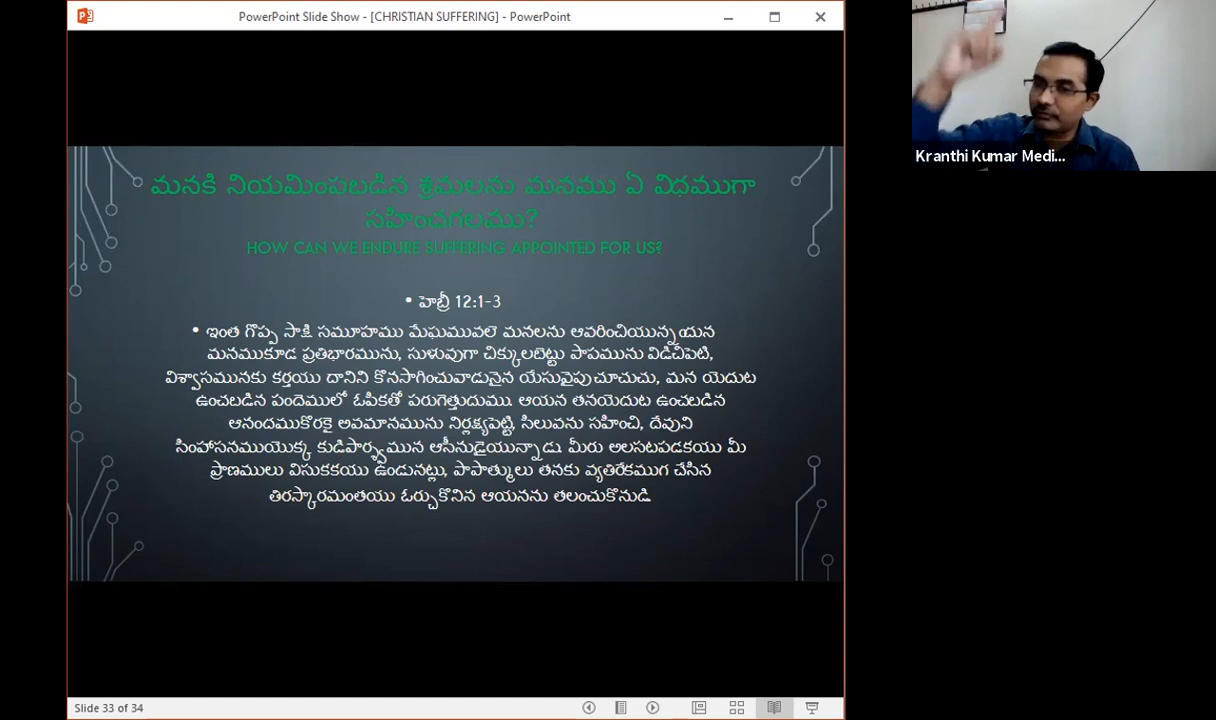 PowerPoint Slide Show - [CHRISTIAN SUFFERING] - PowerPoint
మనకి నియమింపబడిన శ్రమలను మనము ఏ విధముగా
సహించగలము?
HOW CAN WE ENDURE SUFFERING APPOINTED FOR US?
• హెబ్రీ 12:1-3
• ఇంత గొప్ప సాక్షి సమూహము మేఘమువలె మనలను ఆవరించియున్నందున
మనముకూడ ప్రతిభారమును, సుళువుగా చిక్కులబెట్టు పాపమును విడిచిపెటి,
విశ్వాసమునకు కర్తయు దానిని కొనసాగించువాడునైన యేసువైపుచూచుచు, మన యెదుట
ఉంచబడిన పందెములో ఓపికతో పరుగెత్తుదుము. ఆయన తనయెదుట ఉంచబడిన
ఆనందముకొరకై అవమానమును నిర్లక్ష్యపెట్టి, సిలువను సహించి, దేవుని
సింహాసనముయొక్క కుడిపార్శ్వమున ఆసీనుడైయున్నాడు. మీరు అలసటపడకయు మీ
ప్రాణములు విసుకకయు ఉండునట్లు, పాపాత్ములు తనకు వ్యతిరేకముగ చేసిన
తిరస్కారమంతయు ఓర్చుకొనిన ఆయనను తలంచుకొనుడి.
Slide 33 of 34
Kranthi Kumar Medi...